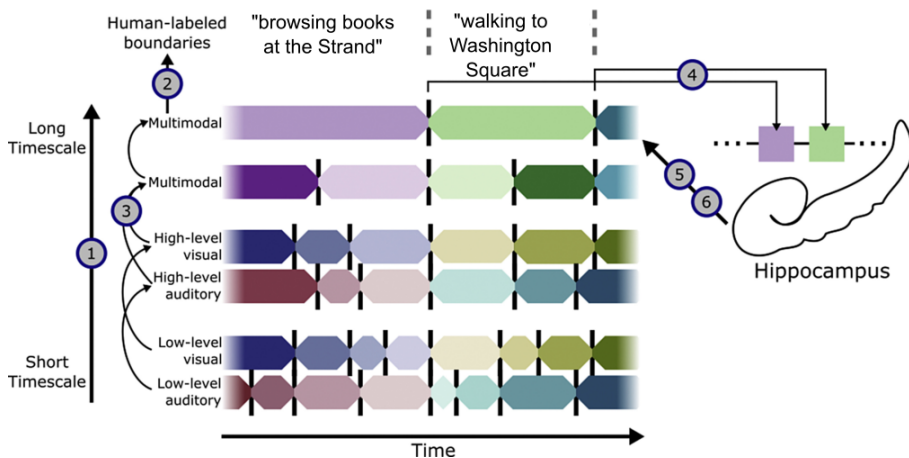 Human-labeled
boundaries
"browsing books
at the Strand"
"walking to
Washington
Square"
2
4
Long
Timescale
Multimodal
Multimodal
3
5
6
1
High-level
visual
High-level
auditory
Hippocampus
Short
Timescale
Low-level
visual
Low-level
auditory
Time